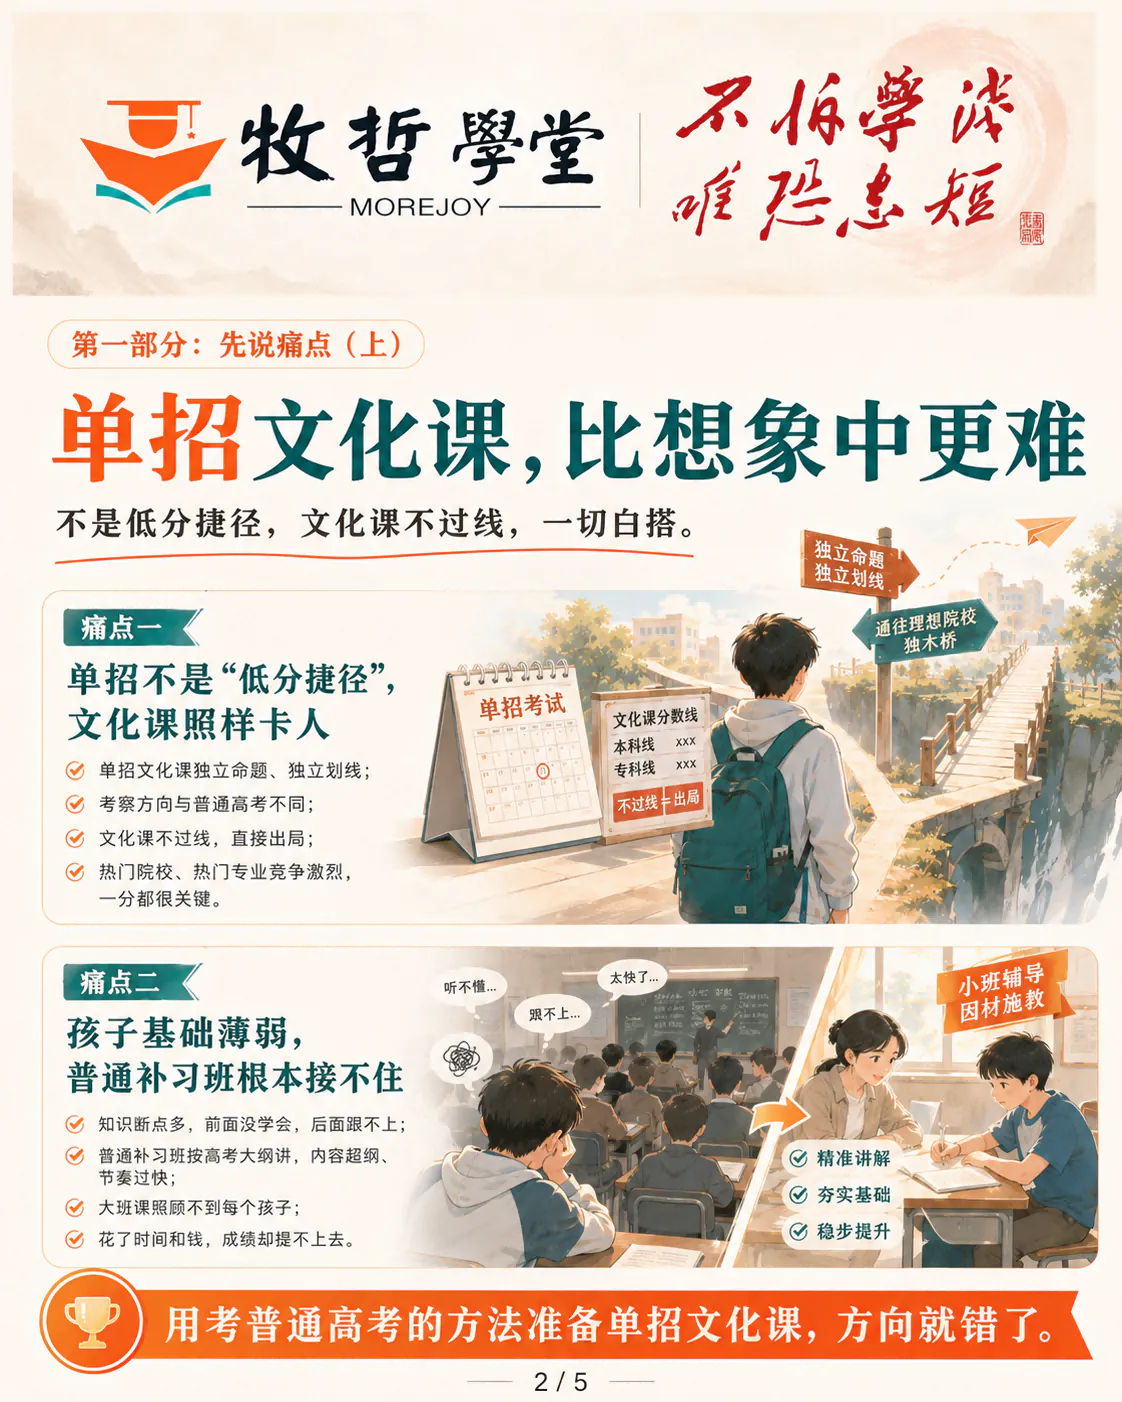 牧哲學堂
MOREJOY
不怕學淺
唯恐志短
第一部分：先说痛点（上）
单招文化课，比想象中更难
不是低分捷径，文化课不过线，一切白搭。
独立命题
独立划线
通往理想院校
独木桥
痛点一
单招不是“低分捷径”，
文化课照样卡人
单招文化课独立命题、独立划线；
考察方向与普通高考不同；
文化课不过线，直接出局；
热门院校、热门专业竞争激烈，
一分都很关键。
单招考试
文化课分数线
本科线 xxx
专科线 xxx
不过线=出局
痛点二
孩子基础薄弱，
普通补习班根本接不住
知识断点多，前面没学会，后面跟不上；
普通补习班按高考大纲讲，内容超纲、
节奏过快；
大班课照顾不到每个孩子；
花了时间和钱，成绩却提不上去。
听不懂...
太快了...
跟不上...
小班辅导
因材施教
精准讲解
夯实基础
稳步提升
用考普通高考的方法准备单招文化课，方向就错了。
2 / 5